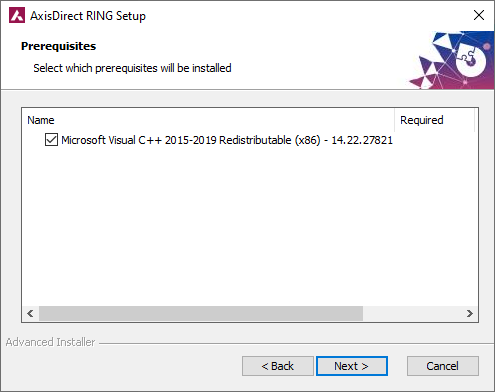 AxisDirect RING Setup
Prerequisites
Select which prerequisites will be installed
Name Required
Microsoft Visual C++ 2015-2019 Redistributable (x86) - 14.22.27821
Advanced Installer
< Back Next > Cancel